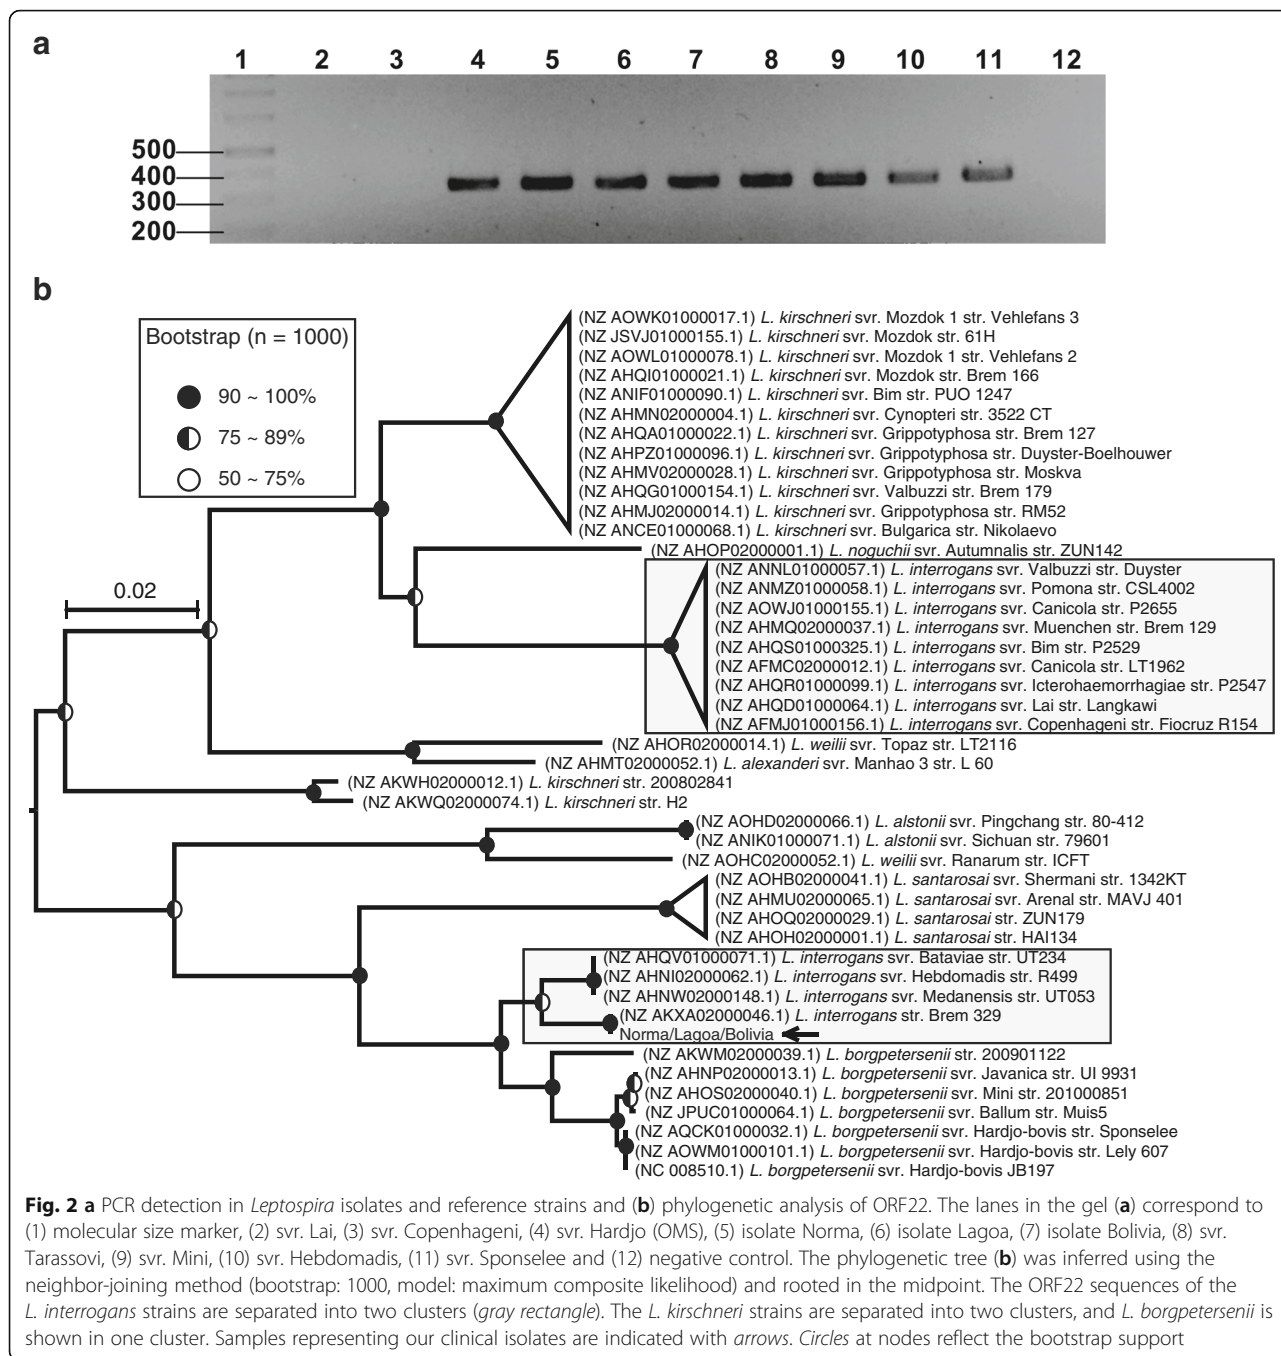 a
1 2 3 4 5 6 7 8 9 10 11 12
500
400
300
200
b
Bootstrap (n = 1000)
90 ~ 100%
75 ~ 89%
50 ~ 75%
0.02
(NZ AOWK01000017.1) L. kirschneri svr. Mozdok 1 str. Vehlefans 3
(NZ JSVJ01000155.1) L. kirschneri svr. Mozdok str. 61H
(NZ AOWL01000078.1) L. kirschneri svr. Mozdok 1 str. Vehlefans 2
(NZ AHQI01000021.1) L. kirschneri svr. Mozdok str. Brem 166
(NZ ANIF01000090.1) L. kirschneri svr. Bim str. PUO 1247
(NZ AHMN02000004.1) L. kirschneri svr. Cynopteri str. 3522 CT
(NZ AHQA01000022.1) L. kirschneri svr. Grippotyphosa str. Brem 127
(NZ AHPZ01000096.1) L. kirschneri svr. Grippotyphosa str. Duyster-Boelhouwer
(NZ AHMV02000028.1) L. kirschneri svr. Grippotyphosa str. Moskva
(NZ AHQG01000154.1) L. kirschneri svr. Valbuzzi str. Brem 179
(NZ AHMJ02000014.1) L. kirschneri svr. Grippotyphosa str. RM52
(NZ ANCE01000068.1) L. kirschneri svr. Bulgarica str. Nikolaevo
(NZ AHOP02000001.1) L. noguchii svr. Autumnalis str. ZUN142
(NZ ANNL01000057.1) L. interrogans svr. Valbuzzi str. Duyster
(NZ ANMZ01000058.1) L. interrogans svr. Pomona str. CSL4002
(NZ AOWJ01000155.1) L. interrogans svr. Canicola str. P2655
(NZ AHMQ02000037.1) L. interrogans svr. Muenchen str. Brem 129
(NZ AHQS01000325.1) L. interrogans svr. Bim str. P2529
(NZ AFMC02000012.1) L. interrogans svr. Canicola str. LT1962
(NZ AHQR01000099.1) L. interrogans svr. Icterohaemorrhagiae str. P2547
(NZ AHQD01000064.1) L. interrogans svr. Lai str. Langkawi
(NZ AFMJ01000156.1) L. interrogans svr. Copenhageni str. Fiocruz R154
(NZ AHOR02000014.1) L. weilii svr. Topaz str. LT2116
(NZ AHMT02000052.1) L. alexanderi svr. Manhao 3 str. L 60
(NZ AKWH02000012.1) L. kirschneri str. 200802841
(NZ AKWQ02000074.1) L. kirschneri str. H2
(NZ AOHD02000066.1) L. alstonii svr. Pingchang str. 80-412
(NZ ANIK01000071.1) L. alstonii svr. Sichuan str. 79601
(NZ AOHC02000052.1) L. weilii svr. Ranarum str. ICFT
(NZ AOHB02000041.1) L. santarosai svr. Shermani str. 1342KT
(NZ AHMU02000065.1) L. santarosai svr. Arenal str. MAVJ 401
(NZ AHOQ02000029.1) L. santarosai str. ZUN179
(NZ AHOH02000001.1) L. santarosai str. HAI134
(NZ AHQV01000071.1) L. interrogans svr. Bataviae str. UT234
(NZ AHNI02000062.1) L. interrogans svr. Hebdomadis str. R499
(NZ AHNW02000148.1) L. interrogans svr. Medanensis str. UT053
(NZ AKXA02000046.1) L. interrogans str. Brem 329
Norma/Lagoa/Bolivia
(NZ AKWM02000039.1) L. borgpetersenii str. 200901122
(NZ AHNP02000013.1) L. borgpetersenii svr. Javanica str. UI 9931
(NZ AHOS02000040.1) L. borgpetersenii svr. Mini str. 201000851
(NZ JPUC01000064.1) L. borgpetersenii svr. Ballum str. Muis5
(NZ AQCK01000032.1) L. borgpetersenii svr. Hardjo-bovis str. Sponselee
(NZ AOWM01000101.1) L. borgpetersenii svr. Hardjo-bovis str. Lely 607
(NC 008510.1) L. borgpetersenii svr. Hardjo-bovis JB197
Fig. 2 a PCR detection in Leptospira isolates and reference strains and (b) phylogenetic analysis of ORF22. The lanes in the gel (a) correspond to
(1) molecular size marker, (2) svr. Lai, (3) svr. Copenhageni, (4) svr. Hardjo (OMS), (5) isolate Norma, (6) isolate Lagoa, (7) isolate Bolivia, (8) svr.
Tarassovi, (9) svr. Mini, (10) svr. Hebdomadis, (11) svr. Sponselee and (12) negative control. The phylogenetic tree (b) was inferred using the
neighbor-joining method (bootstrap: 1000, model: maximum composite likelihood) and rooted in the midpoint. The ORF22 sequences of the
L. interrogans strains are separated into two clusters (gray rectangle). The L. kirschneri strains are separated into two clusters, and L. borgpetersenii is
shown in one cluster. Samples representing our clinical isolates are indicated with arrows. Circles at nodes reflect the bootstrap support